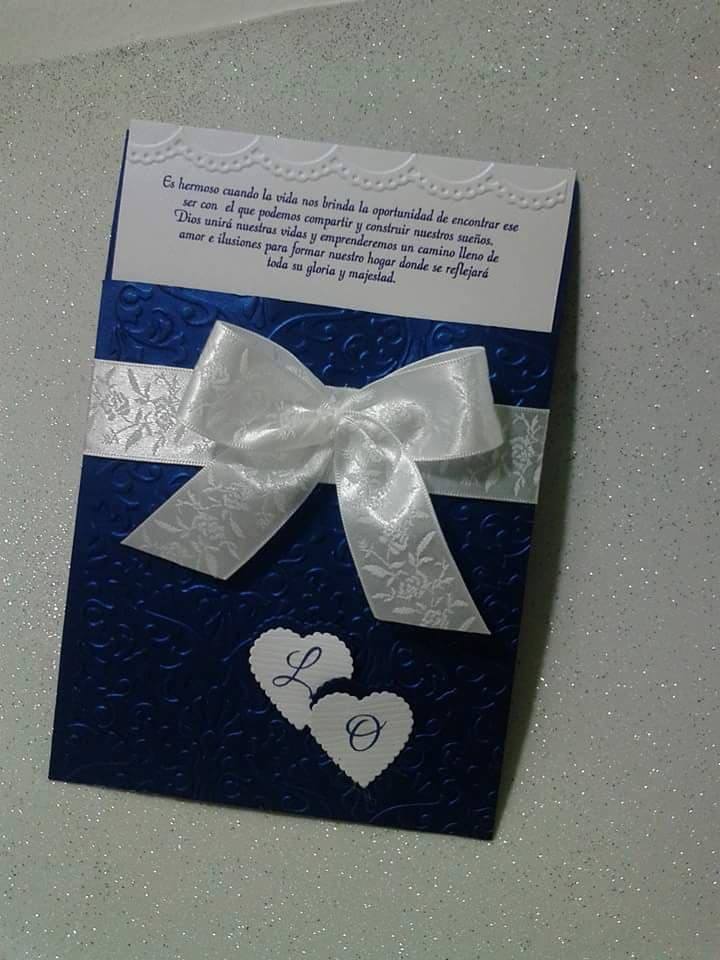 Es hermoso cuando la vida nos brinda la oportunidad de encontrar ese
ser con el que podemos compartir y construir nuestros sueños.
Dios unirá nuestras vidas y emprenderemos un camino lleno de
amor e ilusiones para formar nuestro hogar donde se reflejará
toda su gloria y majestad.
L
O